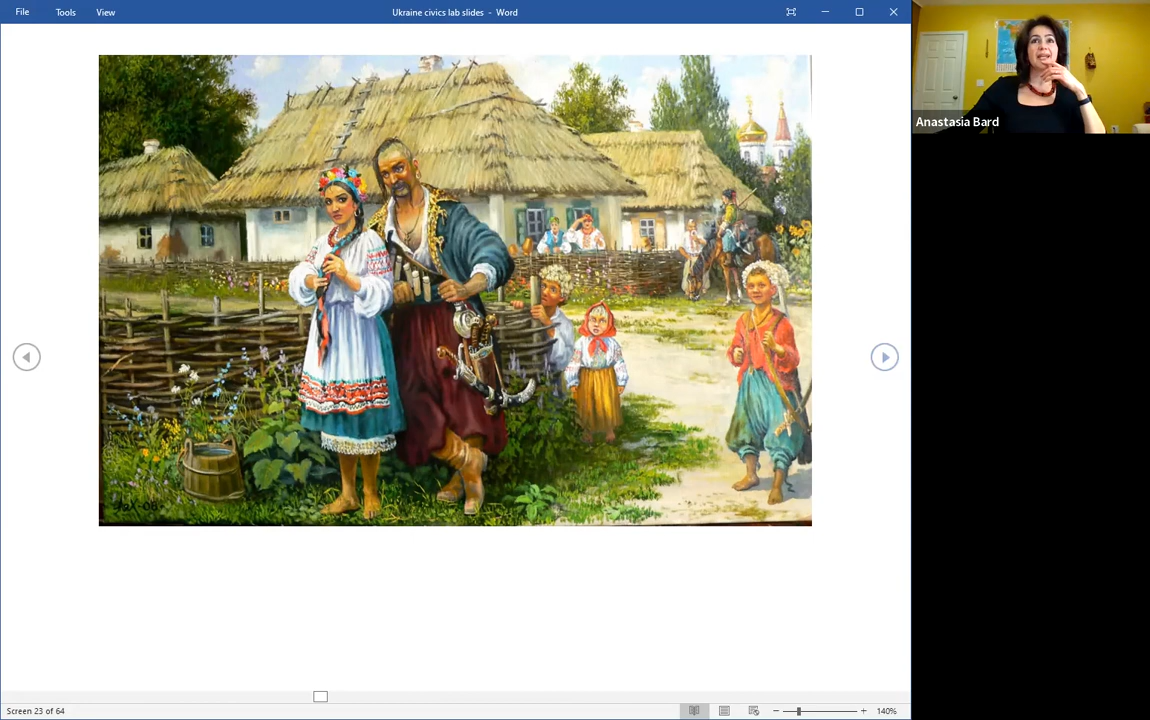 File
Tools
View
Ukraine civics lab slides - Word
Anastasia Bard
Screen 23 of 64
140%